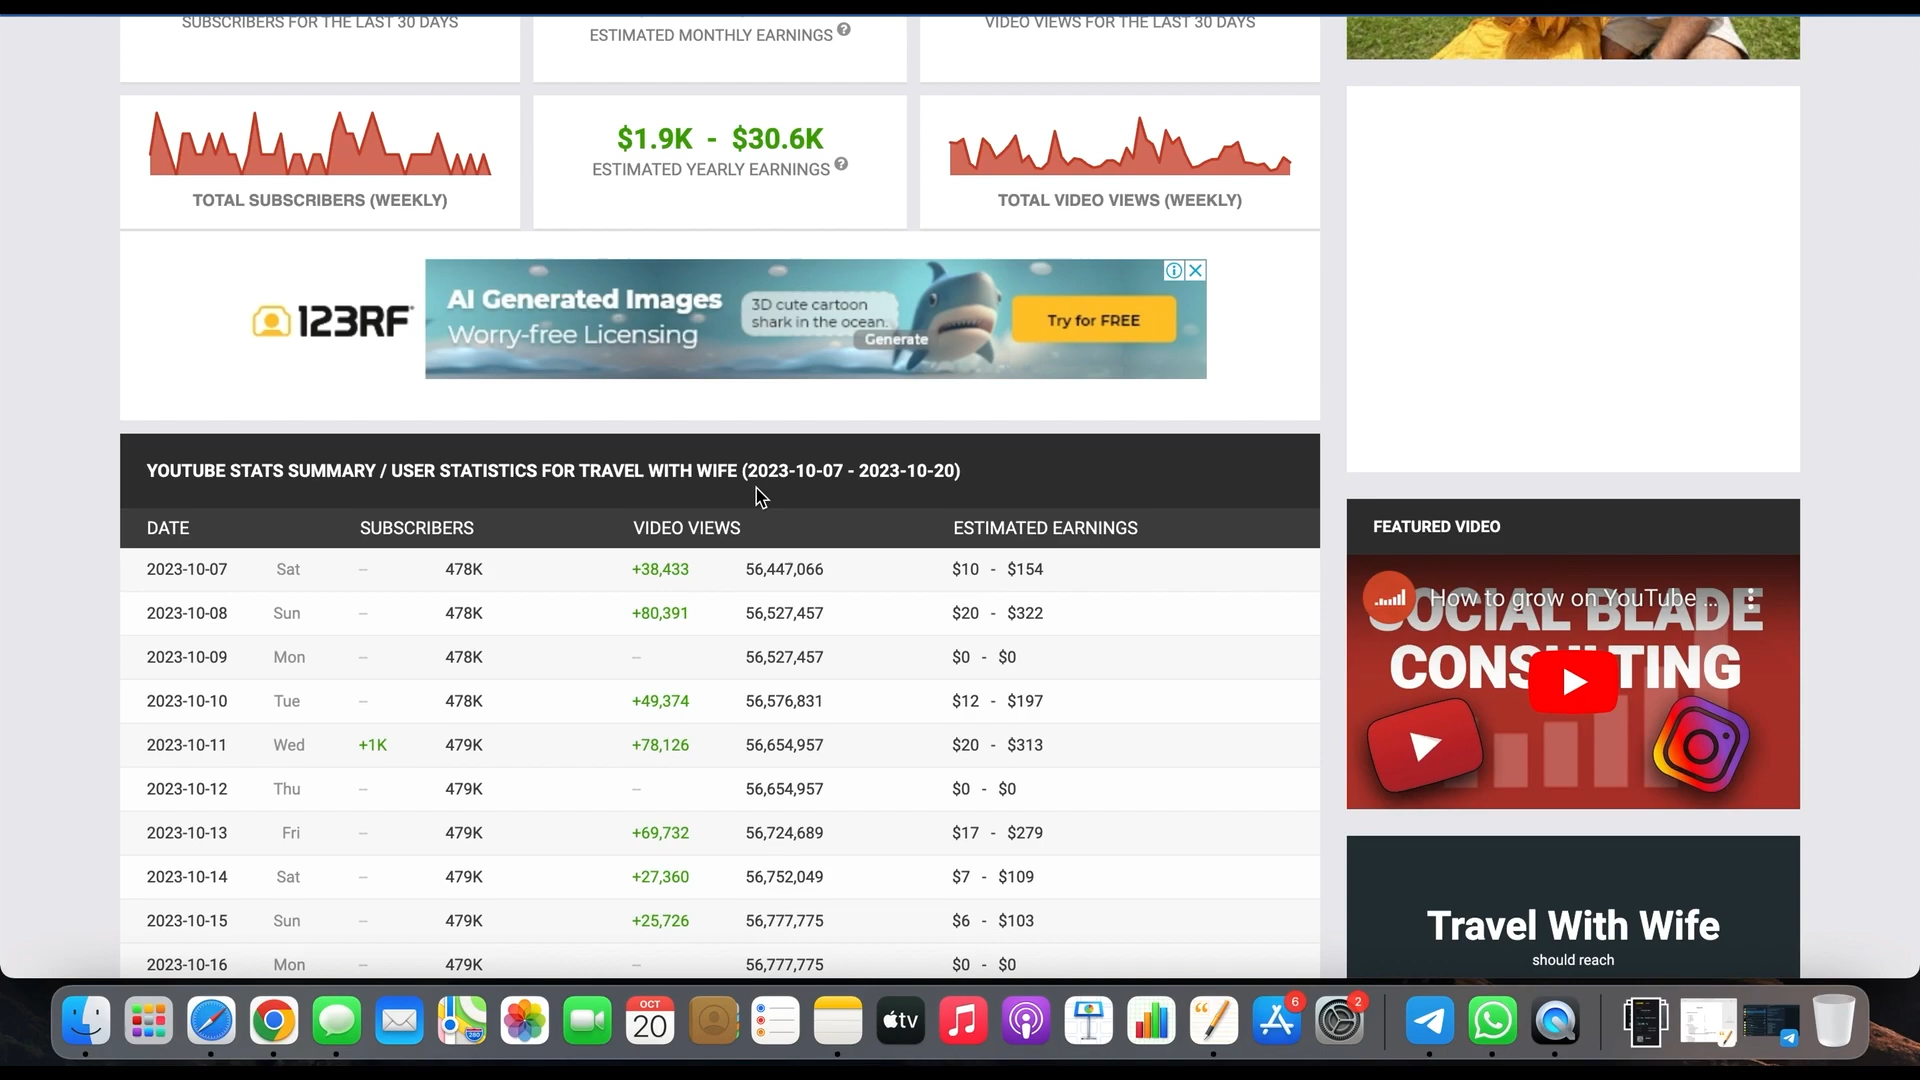 SUBSCRIBERS FOR THE LAST 30 DAYS
ESTIMATED MONTHLY EARNINGS ?
VIDEO VIEWS FOR THE LAST 30 DAYS
TOTAL SUBSCRIBERS (WEEKLY)
$1.9K - $30.6K
ESTIMATED YEARLY EARNINGS ?
TOTAL VIDEO VIEWS (WEEKLY)
123RF
AI Generated Images
Worry-free Licensing
3D cute cartoon
shark in the ocean.
Generate
Try for FREE
YOUTUBE STATS SUMMARY / USER STATISTICS FOR TRAVEL WITH WIFE (2023-10-07 - 2023-10-20)
DATE SUBSCRIBERS VIDEO VIEWS ESTIMATED EARNINGS
2023-10-07 Sat -- 478K +38,433 56,447,066 $10 - $154
2023-10-08 Sun -- 478K +80,391 56,527,457 $20 - $322
2023-10-09 Mon -- 478K -- 56,527,457 $0 - $0
2023-10-10 Tue -- 478K +49,374 56,576,831 $12 - $197
2023-10-11 Wed +1K 479K +78,126 56,654,957 $20 - $313
2023-10-12 Thu -- 479K -- 56,654,957 $0 - $0
2023-10-13 Fri -- 479K +69,732 56,724,689 $17 - $279
2023-10-14 Sat -- 479K +27,360 56,752,049 $7 - $109
2023-10-15 Sun -- 479K +25,726 56,777,775 $6 - $103
2023-10-16 Mon -- 479K -- 56,777,775 $0 - $0
FEATURED VIDEO
How to grow on YouTube ...
SOCIAL BLADE
CONSULTING
Travel With Wife
should reach
OCT
20
tv
6
2